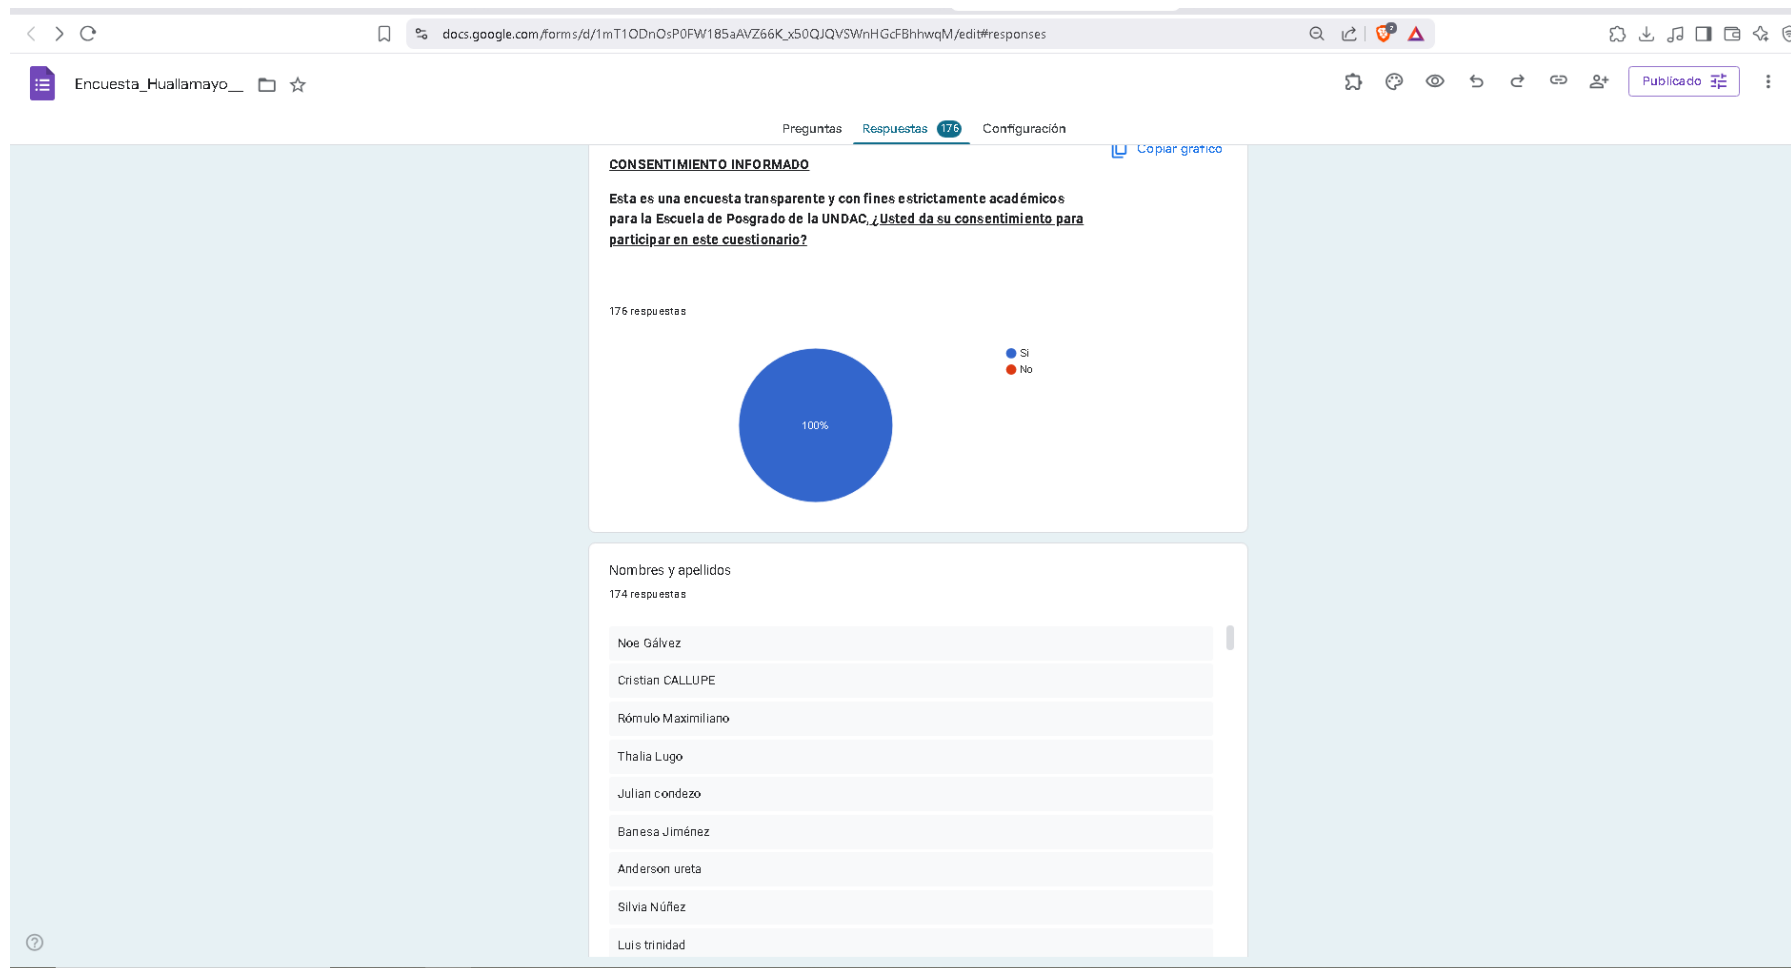 docs.google.com/forms/d/1mT1ODnOsP0FW185aAVZ66K_x50QJQVSWnHGcFBhhwqM/edit#responses
Encuesta_Huallamayo__
Publicado
Preguntas
Respuestas 176
Configuración
Copiar gráfico
CONSENTIMIENTO INFORMADO
Esta es una encuesta transparente y con fines estrictamente académicos
para la Escuela de Posgrado de la UNDAC, ¿Usted da su consentimiento para
participar en este cuestionario?
176 respuestas
Si
No
100%
Nombres y apellidos
174 respuestas
Noe Gálvez
Cristian CALLUPE
Rómulo Maximiliano
Thalia Lugo
Julian condezo
Banesa Jiménez
Anderson ureta
Silvia Núñez
Luis trinidad